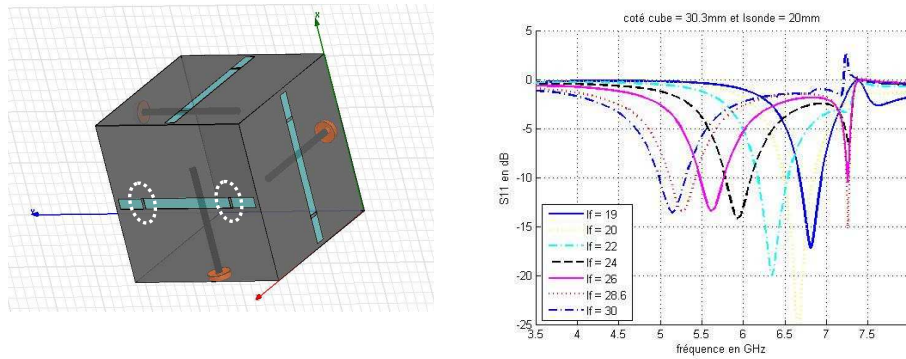 x
Y
coté cube = 30.3mm et lsonde = 20mm
S11 en dB
5
0
-5
-10
-15
-20
-25
lf = 19
lf = 20
lf = 22
lf = 24
lf = 26
lf = 28.6
lf = 30
3.5 4 4.5 5 5.5 6 6.5 7 7.5
fréquence en GHz